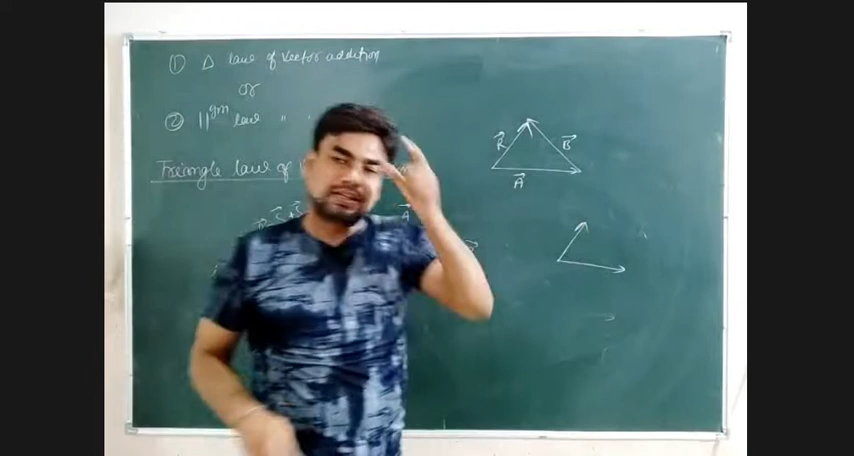 ① Δ law of vector addition
or
② ||gm law " "
Triangle law of
R B
A
A